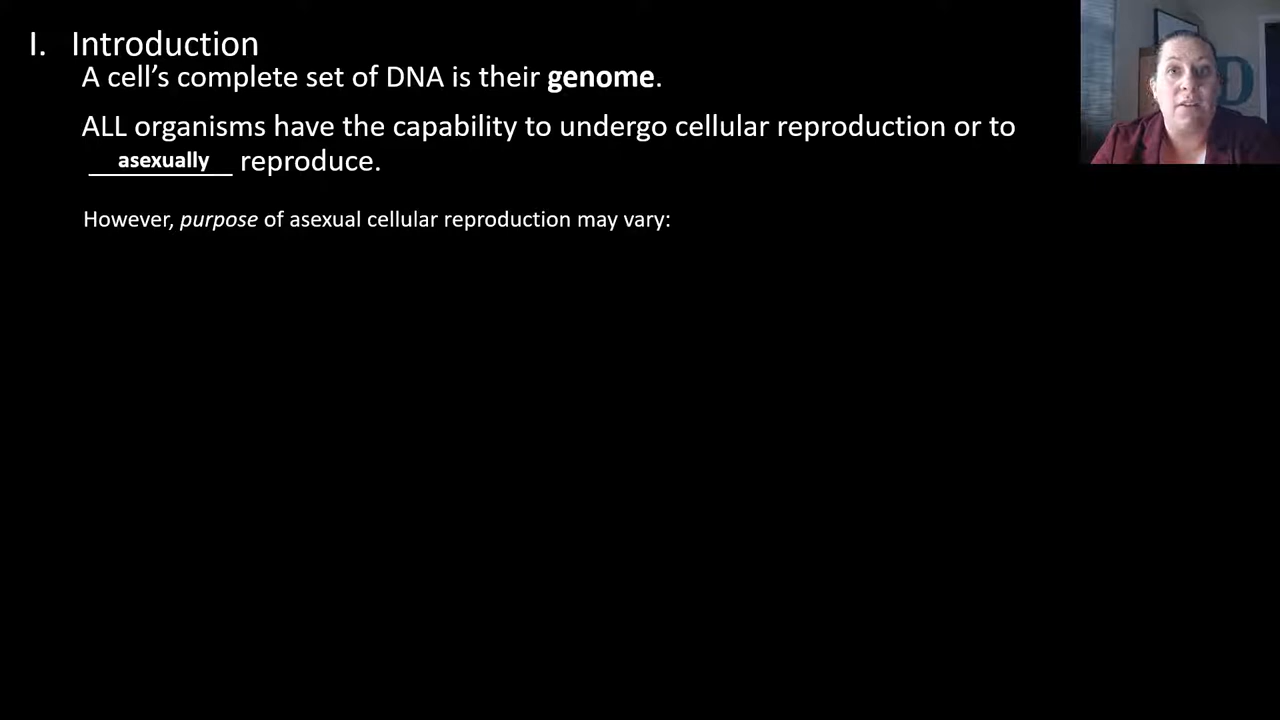 I. Introduction
A cell's complete set of DNA is their genome.
ALL organisms have the capability to undergo cellular reproduction or to
asexually reproduce.
However, purpose of asexual cellular reproduction may vary:
D